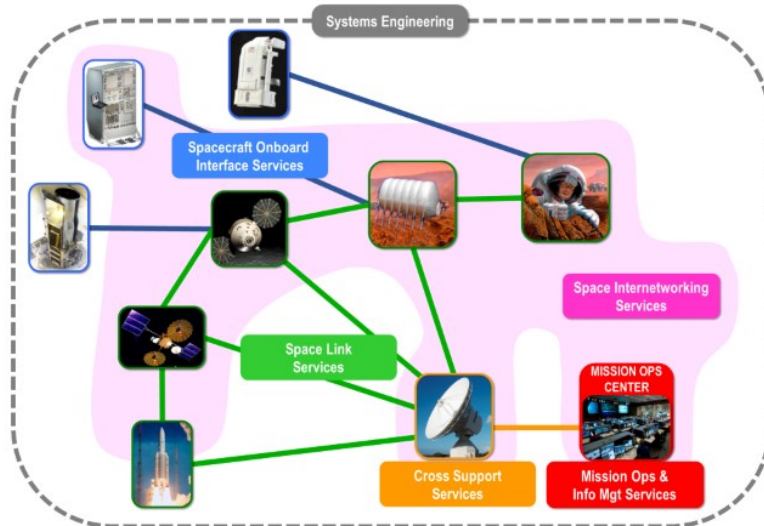 Systems Engineering
Spacecraft Onboard
Interface Services
Space Internetworking
Services
Space Link
Services
MISSION OPS
CENTER
Cross Support
Services
Mission Ops &
Info Mgt Services